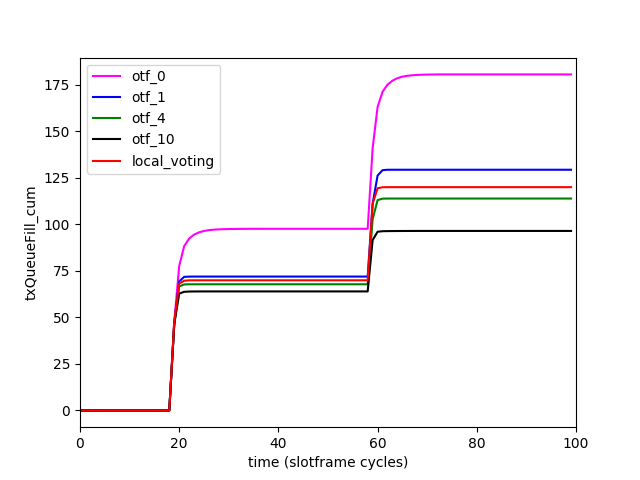 otf_0
otf_1
otf_4
otf_10
local_voting
txQueueFill_cum
175
150
125
100
75
50
25
0
0 20 40 60 80 100
time (slotframe cycles)